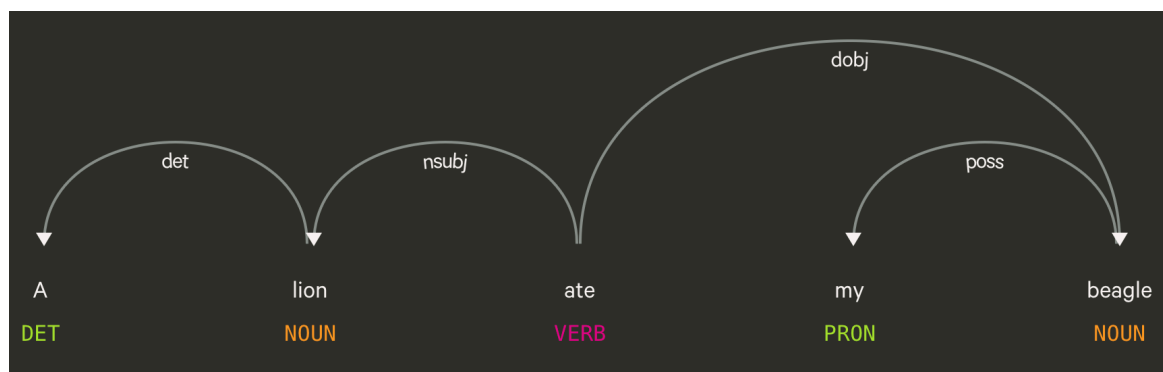 dobj
det nsubj poss
A lion ate my beagle
DET NOUN VERB PRON NOUN